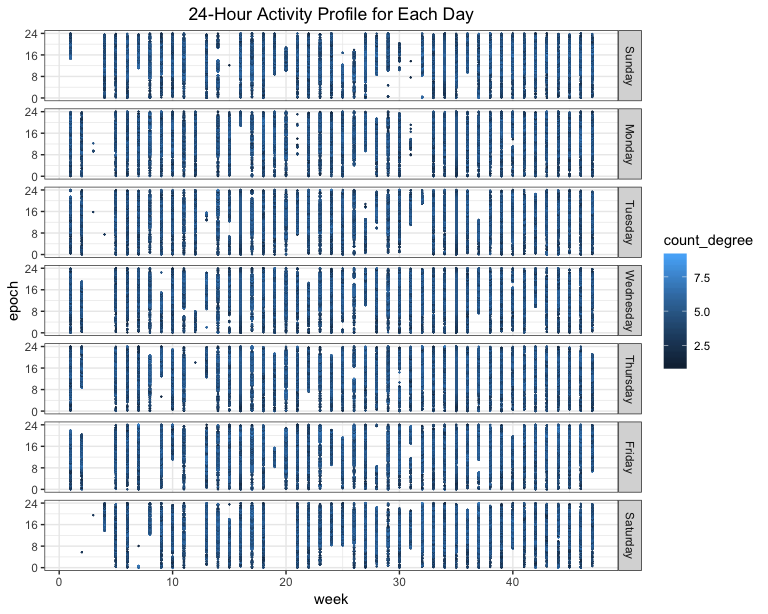 24-Hour Activity Profile for Each Day
24
16
8
0
Sunday
24
16
8
0
Monday
24
16
8
0
Tuesday
24
16
8
0
Wednesday
24
16
8
0
Thursday
24
16
8
0
Friday
24
16
8
0
Saturday
epoch
0 10 20 30 40
week
count_degree
7.5
5.0
2.5